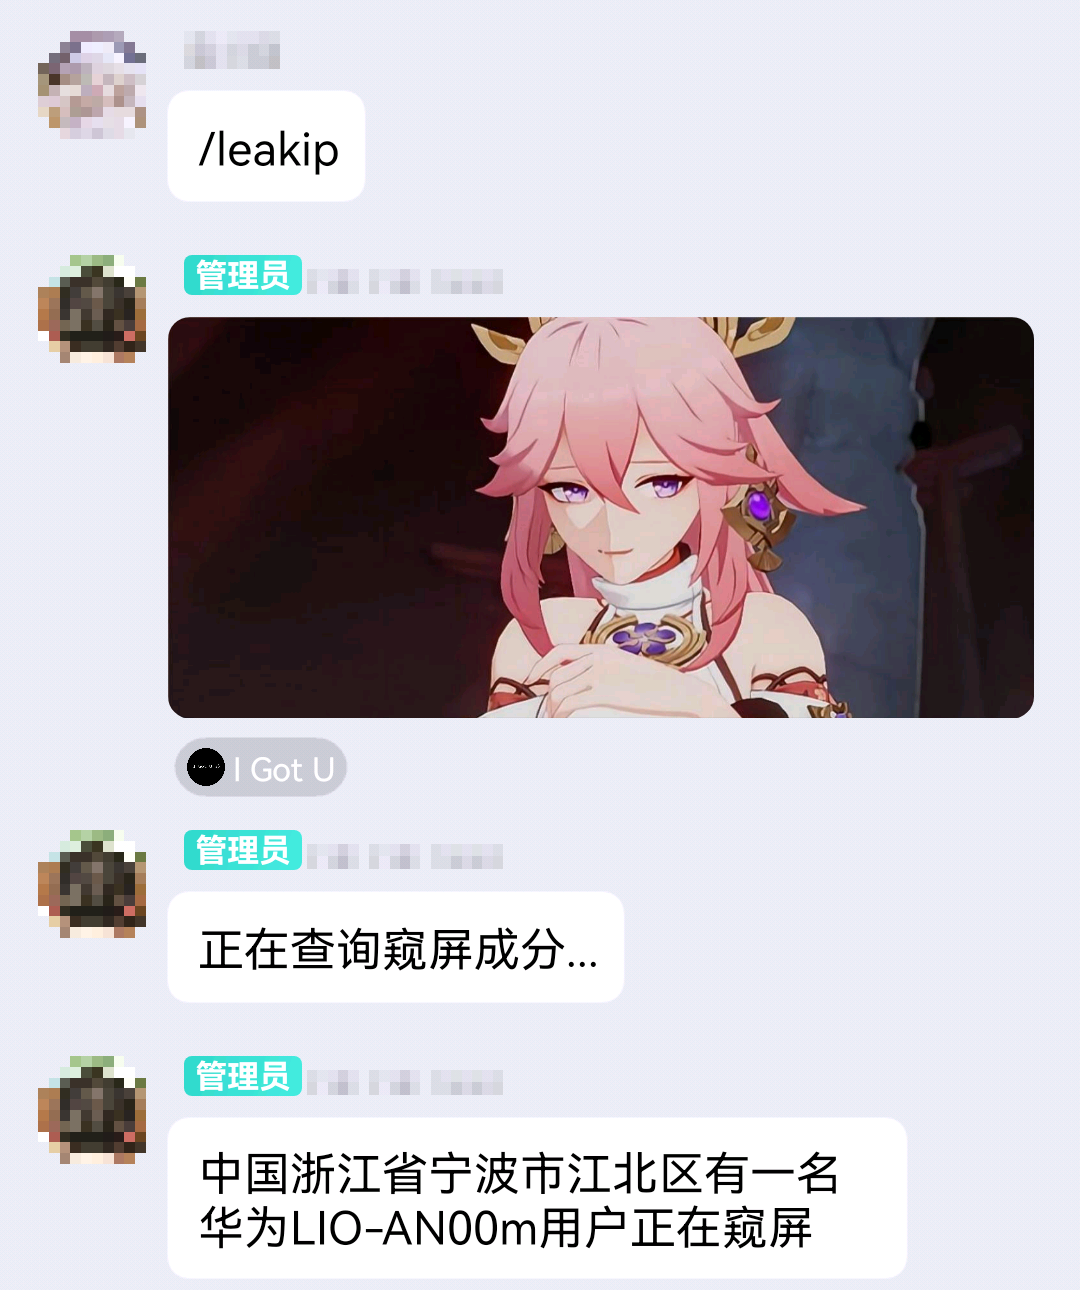 /leakip
管理员
I Got U
管理员
正在查询窥屏成分...
管理员
中国浙江省宁波市江北区有一名
华为LIO-AN00m用户正在窥屏